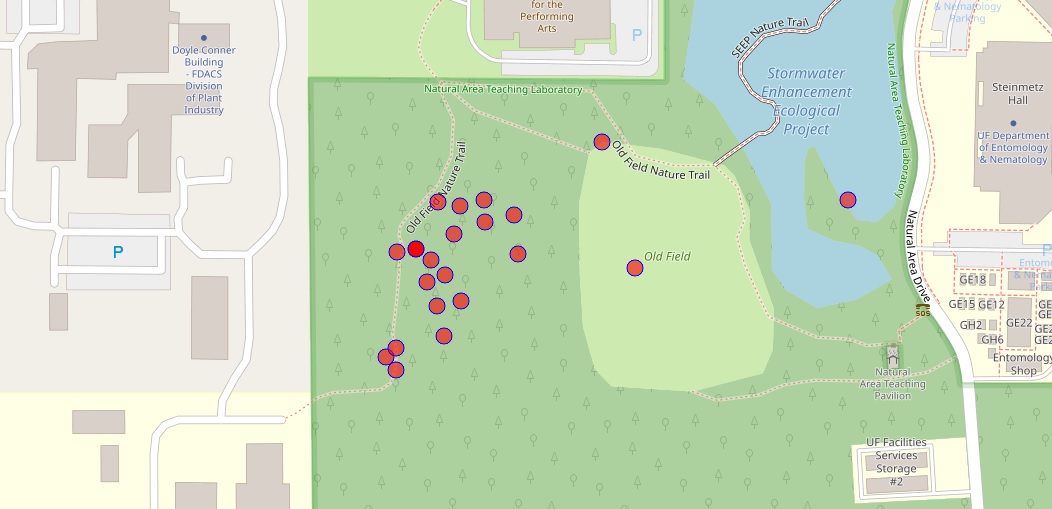 for the
Performing
Arts
P
SEEP Nature Trail
& Nematology
Parking
Doyle Conner
Building
- FDACS
Division
of Plant
Industry
Natural Area Teaching Laboratory
Stormwater
Enhancement
Ecological
Project
Natural Area Teaching Laboratory
Steinmetz
Hall
UF Department
of Entomology
& Nematology
Old Field Nature Trail
Old Field Nature Trail
P
Old Field
Natural Area Drive
P
GE18
GE15
GE12
SOS
GH2
GE22
GH6
Entomology
Shop
Natural
Area Teaching
Pavilion
UF Facilities
Services
Storage
#2